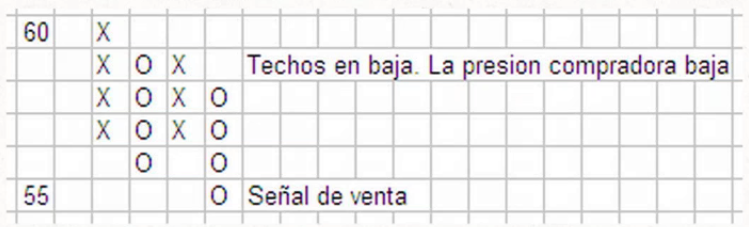 60 X
X O X Techos en baja. La presion compradora baja
X O X O
X O X O
O O
55 O Señal de venta